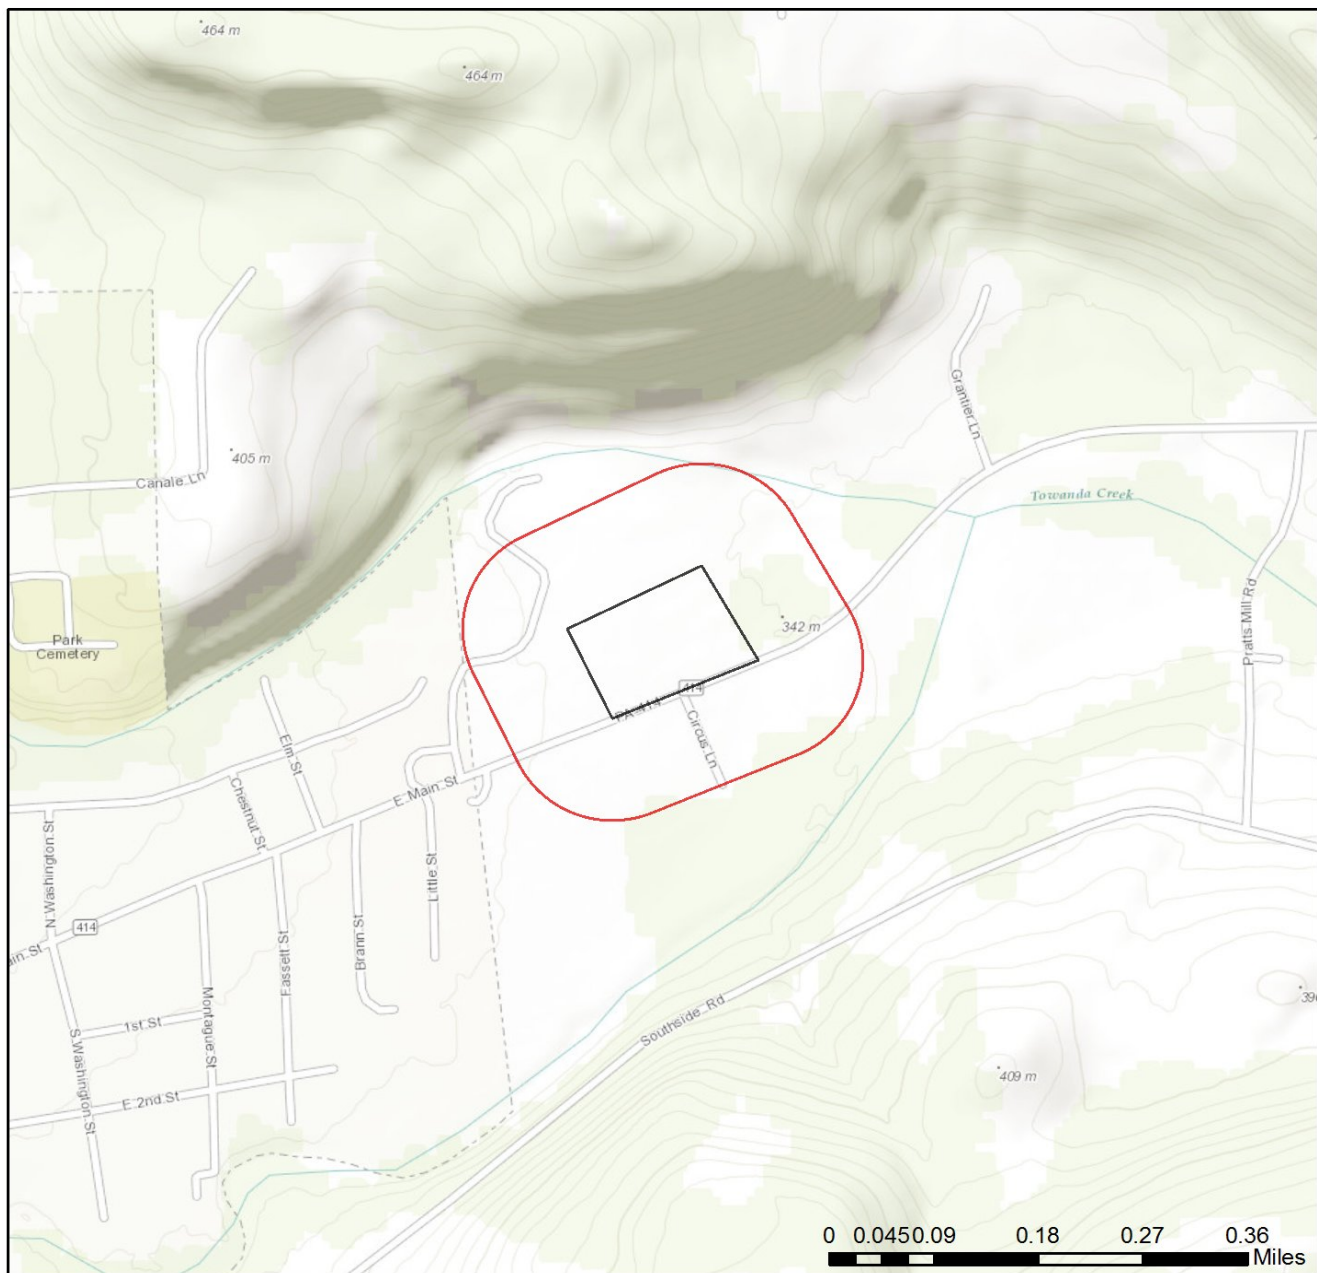 464 m
464 m
Grantier Ln
405 m
Canale Ln
Towanda Creek
Pratts Mill Rd
342 m
Park
Cemetery
414
PA 414
Circus Ln
Elm St
Chestnut St
E Main St
N Washington St
Little St
414
ain St
Brann St
Fassett St
Montague St
Southside Rd
396
1st St
S Washington St
409 m
E 2nd St
0 0.045 0.09 0.18 0.27 0.36
Miles